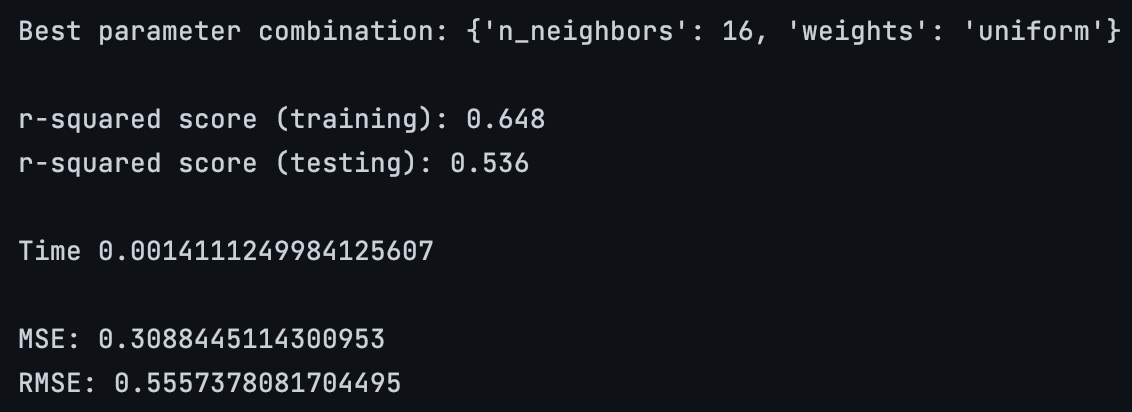 Best parameter combination: {'n_neighbors': 16, 'weights': 'uniform'}
r-squared score (training): 0.648
r-squared score (testing): 0.536
Time 0.0014111249984125607
MSE: 0.3088445114300953
RMSE: 0.5557378081704495